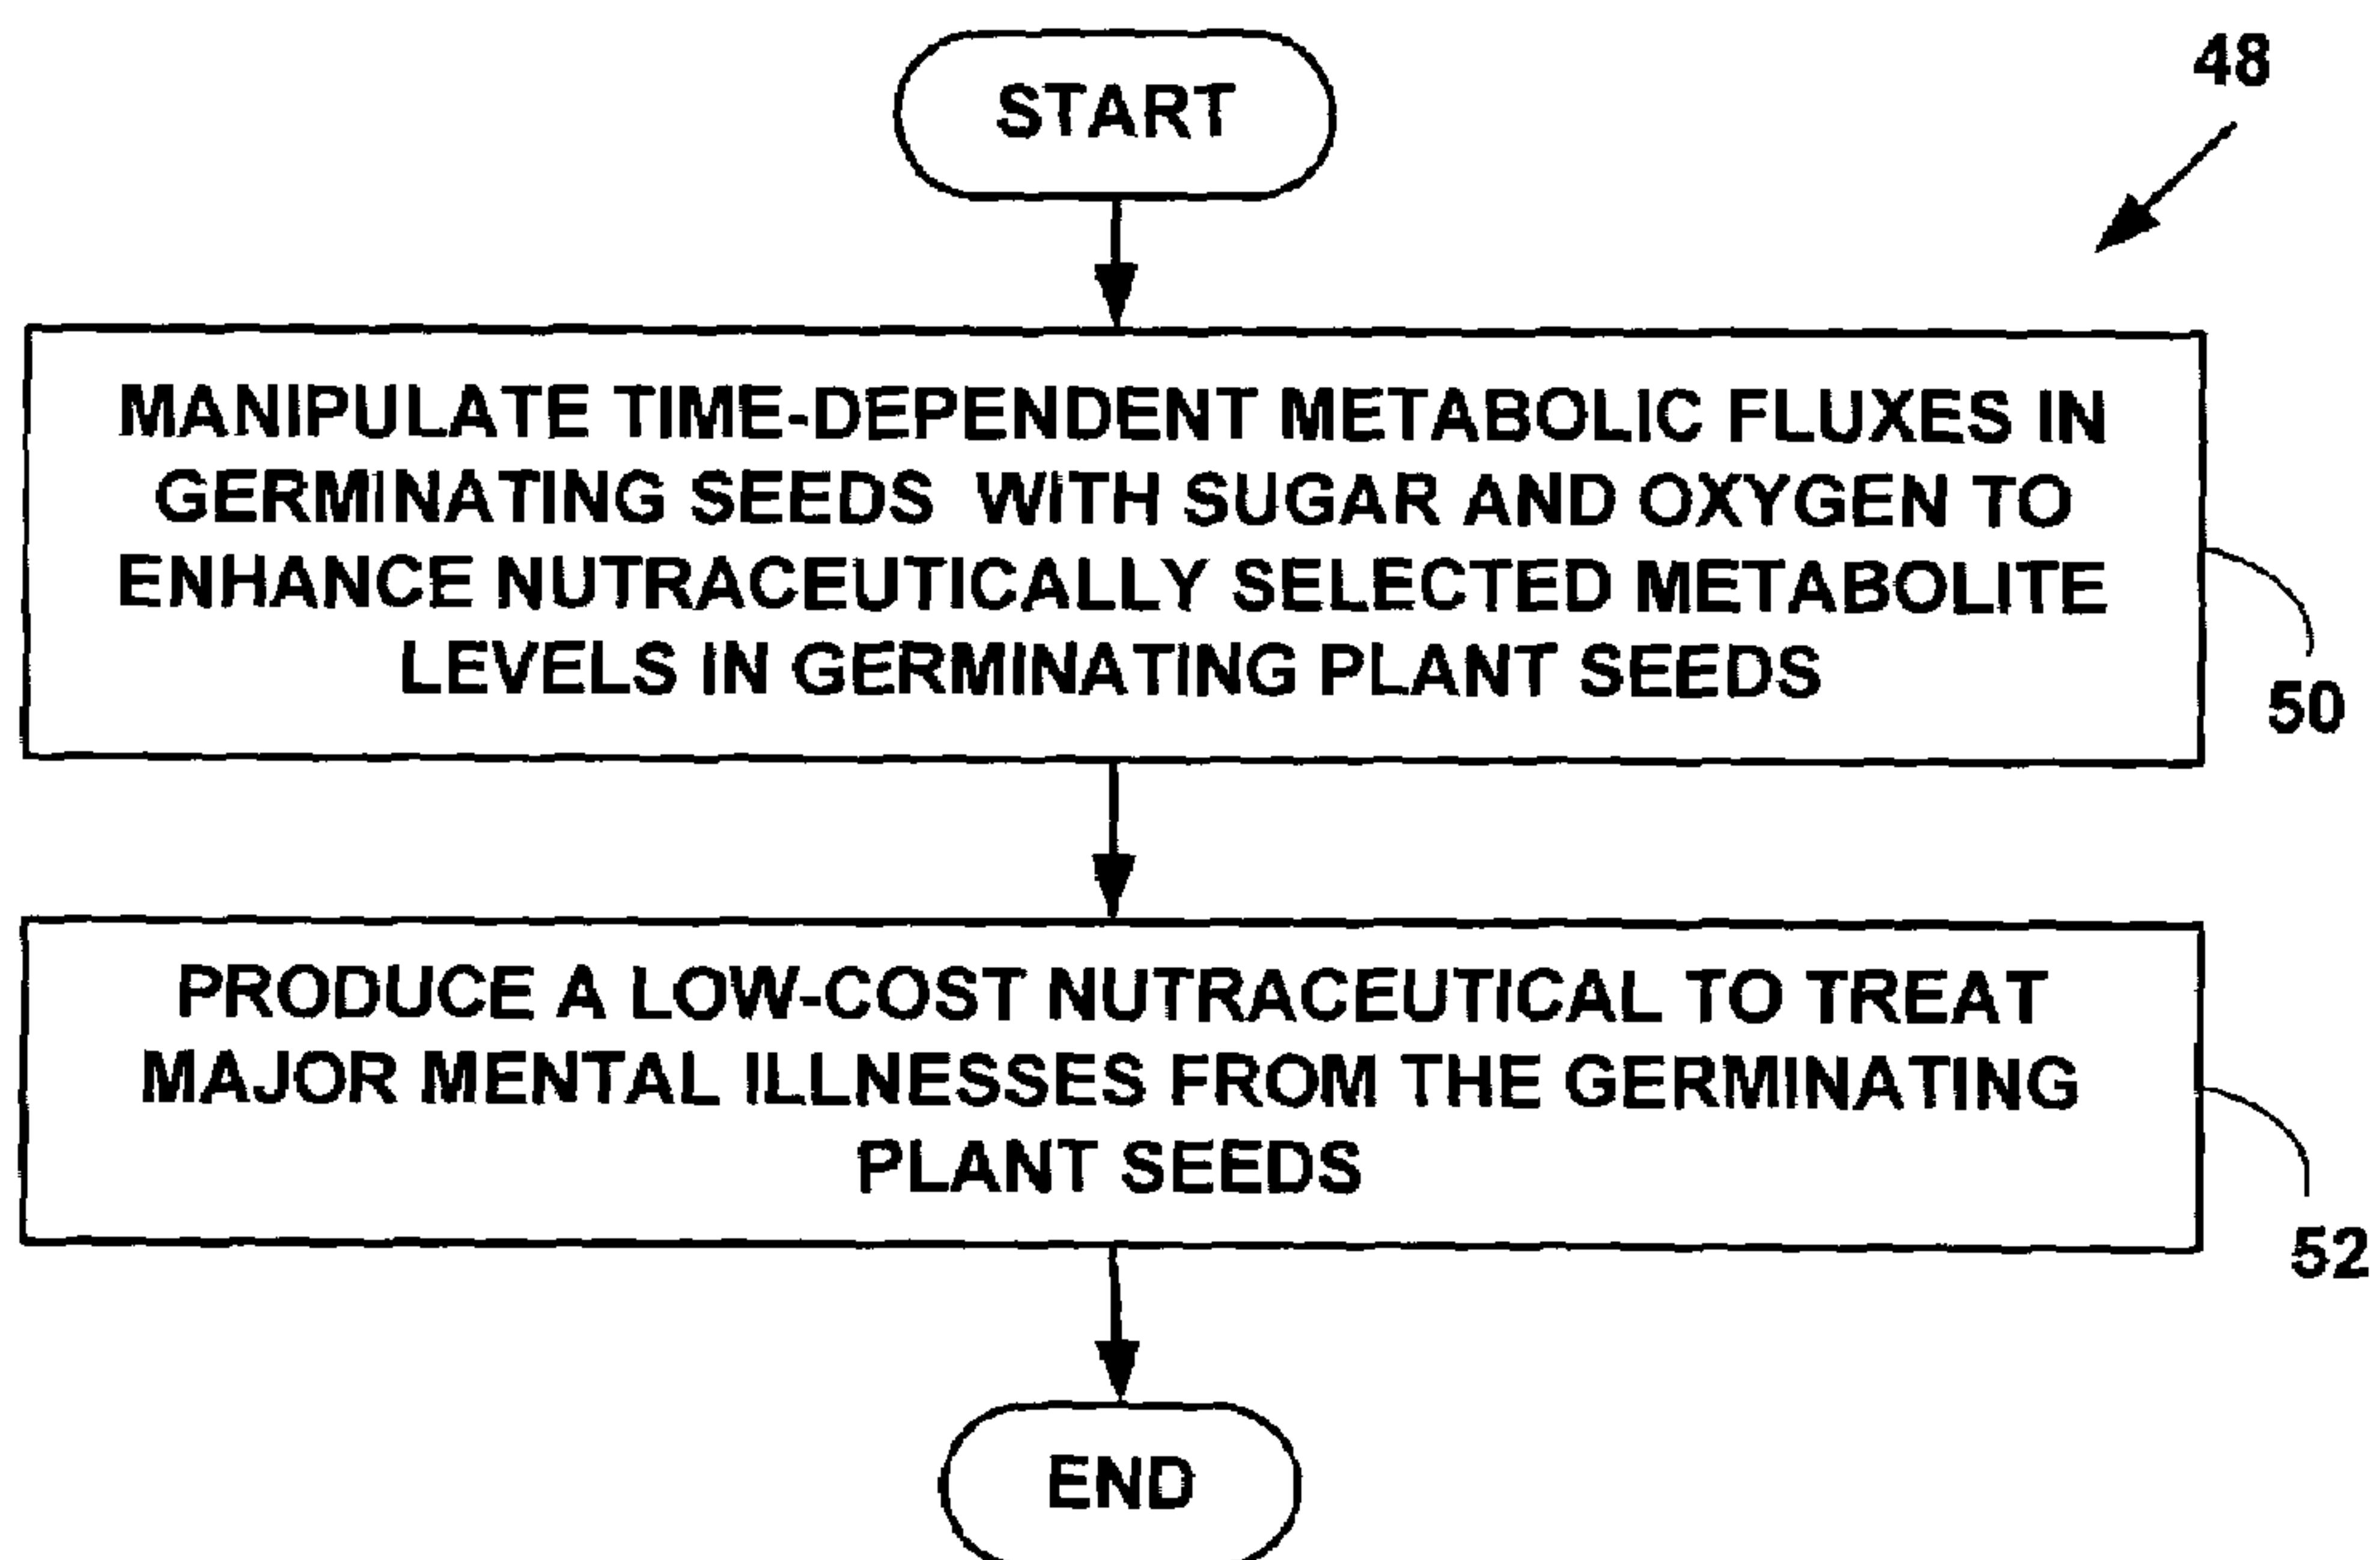 START
48
MANIPULATE TIME-DEPENDENT METABOLIC FLUXES IN
GERMINATING SEEDS WITH SUGAR AND OXYGEN TO
ENHANCE NUTRACEUTICALLY SELECTED METABOLITE
LEVELS IN GERMINATING PLANT SEEDS
50
PRODUCE A LOW-COST NUTRACEUTICAL TO TREAT
MAJOR MENTAL ILLNESSES FROM THE GERMINATING
PLANT SEEDS
52
END